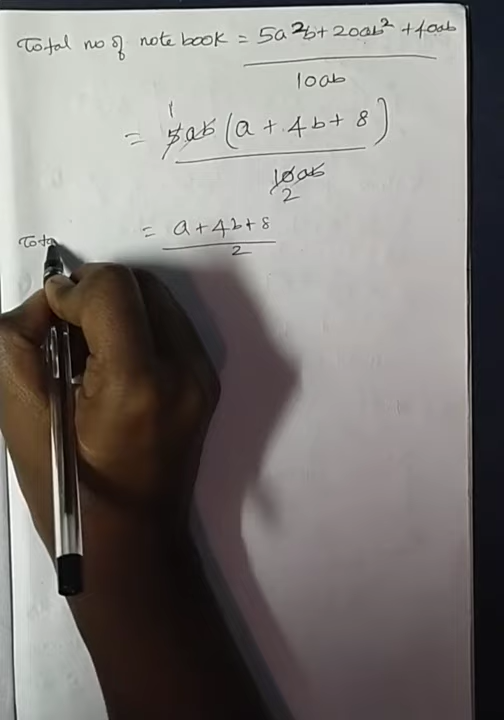 Total no of note book = 5a²b+20ab²+40ab
10ab
1
= 5ab (a+4b+8)
10ab
2
= a+4b+8
2
Tota